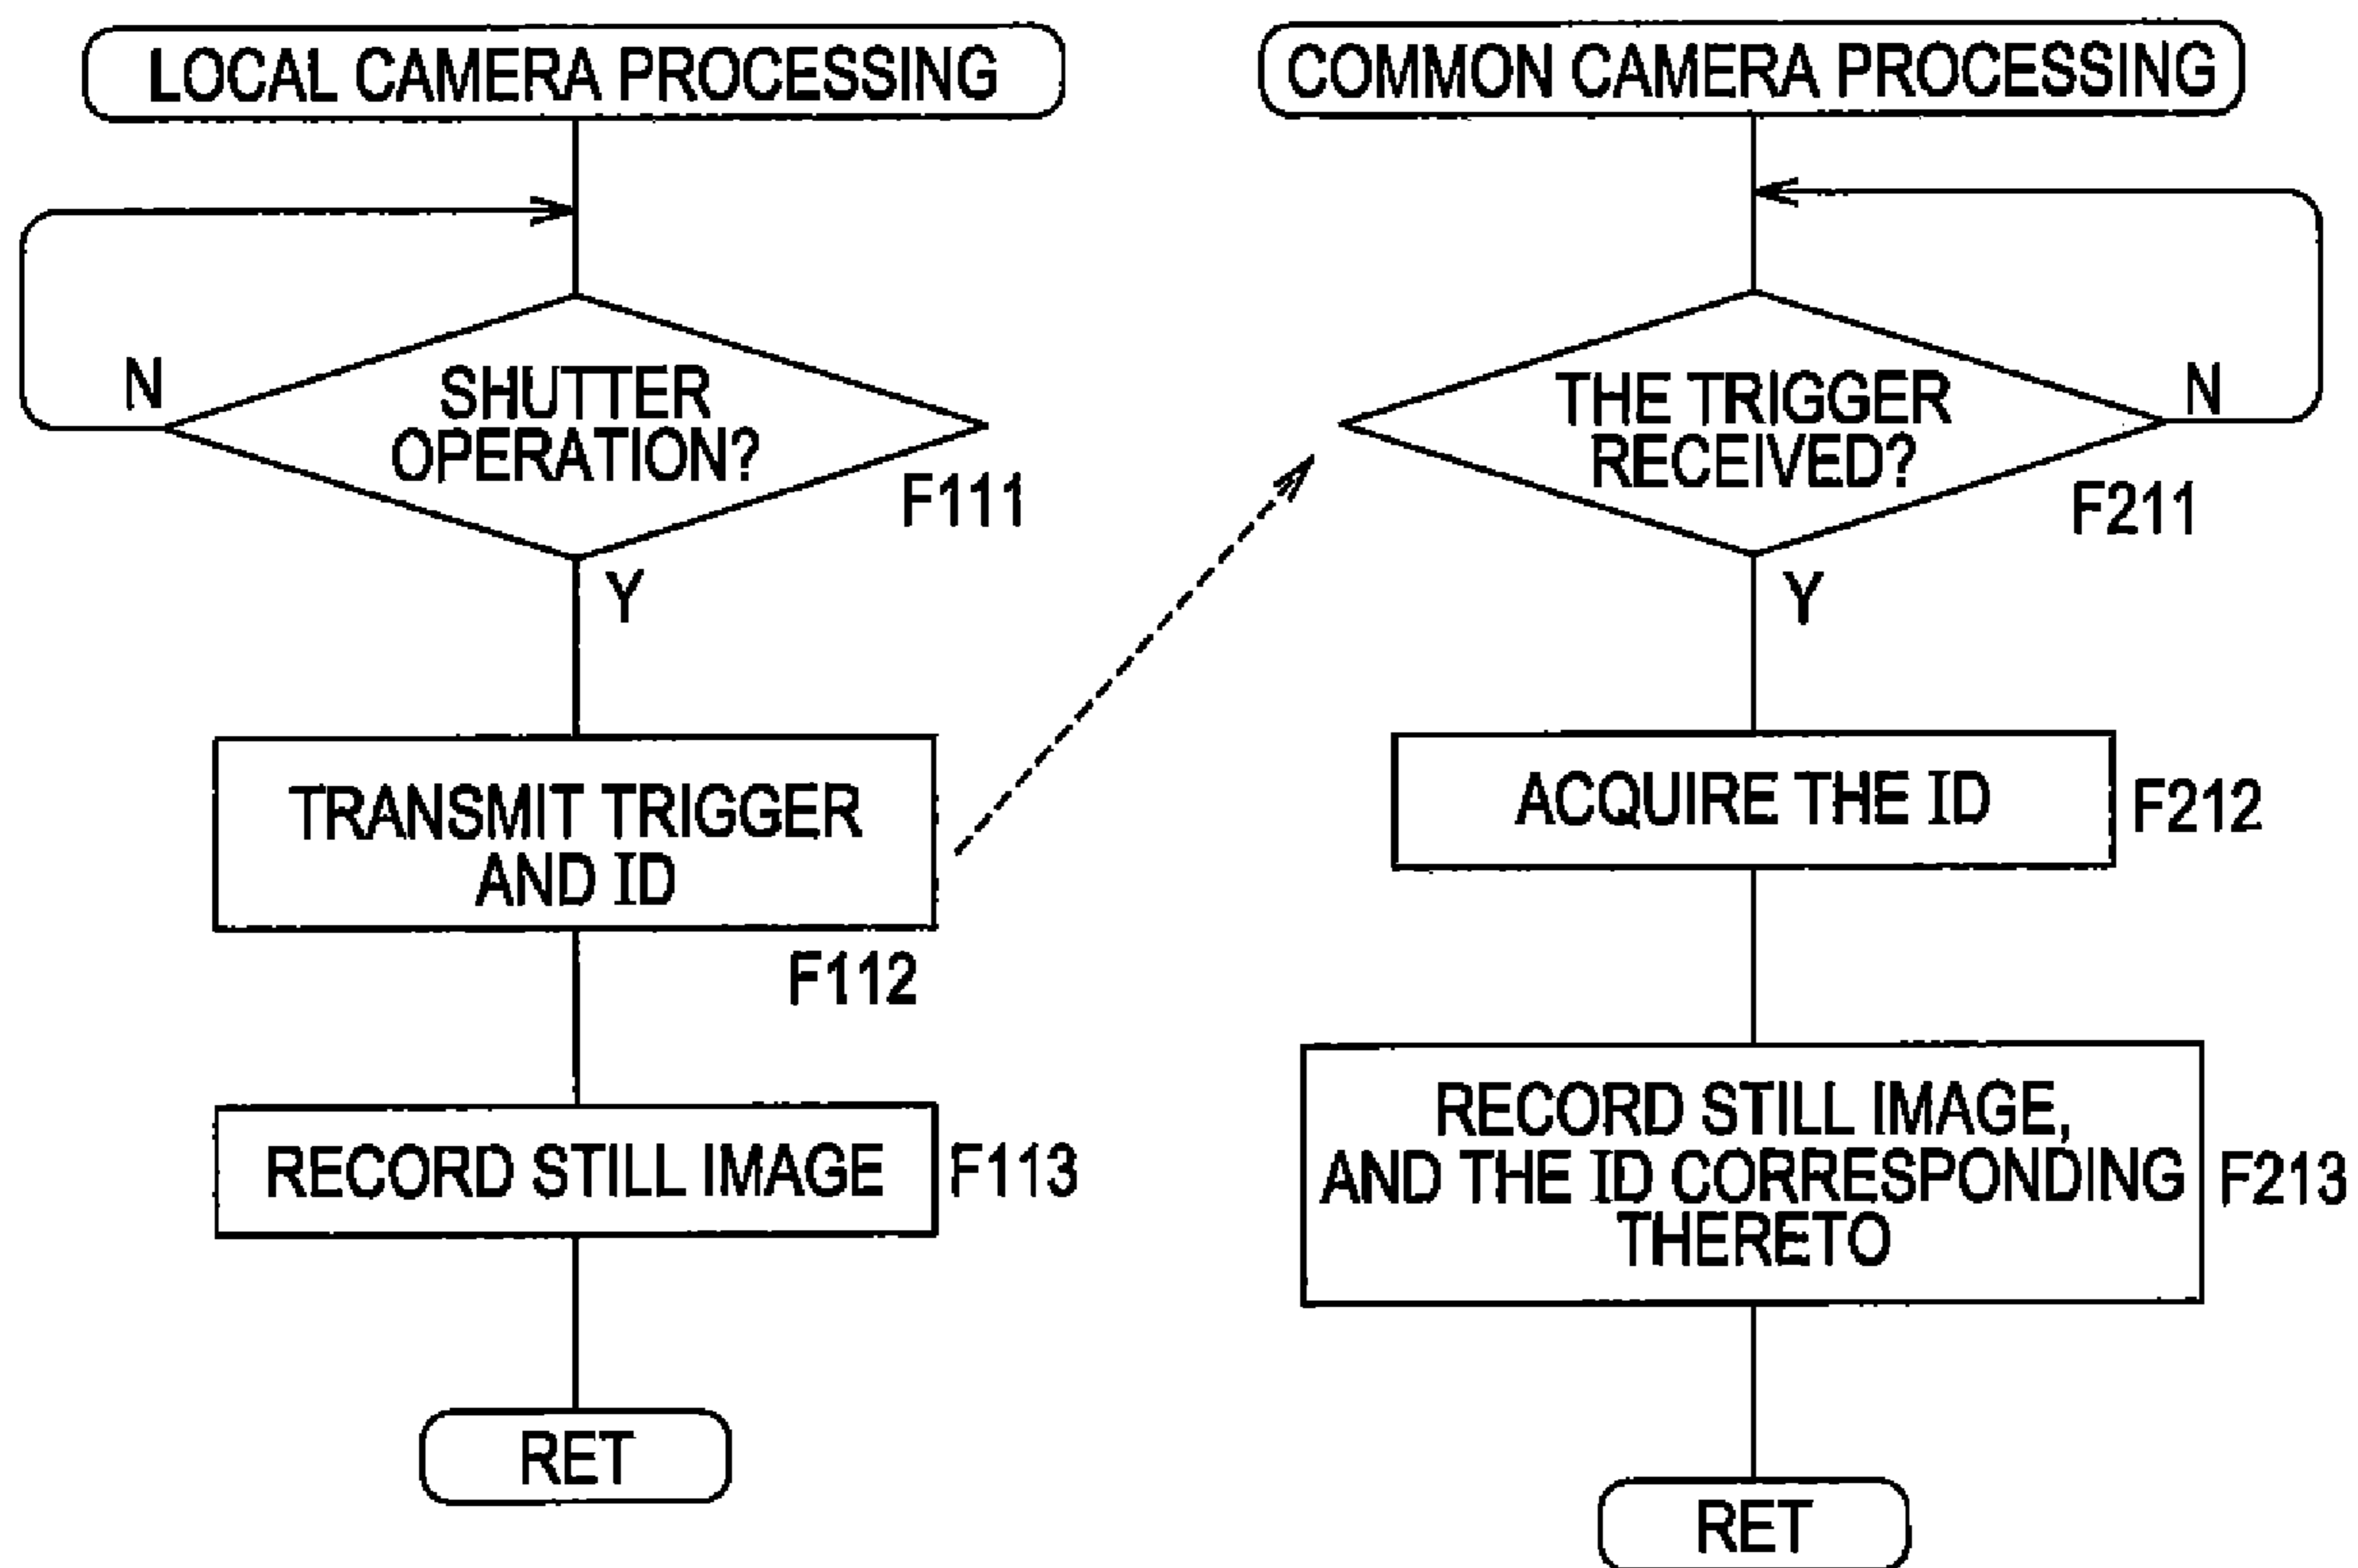 LOCAL CAMERA PROCESSING
N
SHUTTER
OPERATION?
F111
Y
TRANSMIT TRIGGER
AND ID
F112
RECORD STILL IMAGE
F113
RET
COMMON CAMERA PROCESSING
THE TRIGGER
RECEIVED?
N
F211
Y
ACQUIRE THE ID
F212
RECORD STILL IMAGE,
AND THE ID CORRESPONDING
THERETO
F213
RET